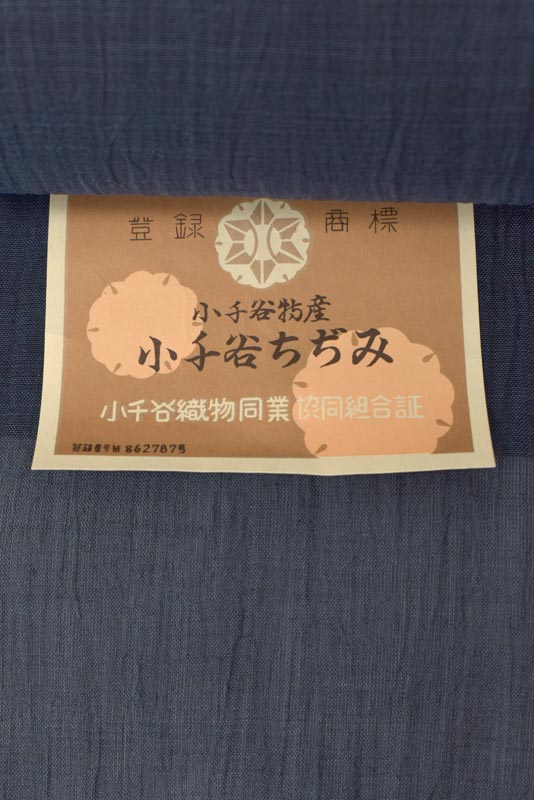 登録 商標
小千谷物産
小千谷ちぢみ
小千谷織物同業協同組合証
登録番号第862787号